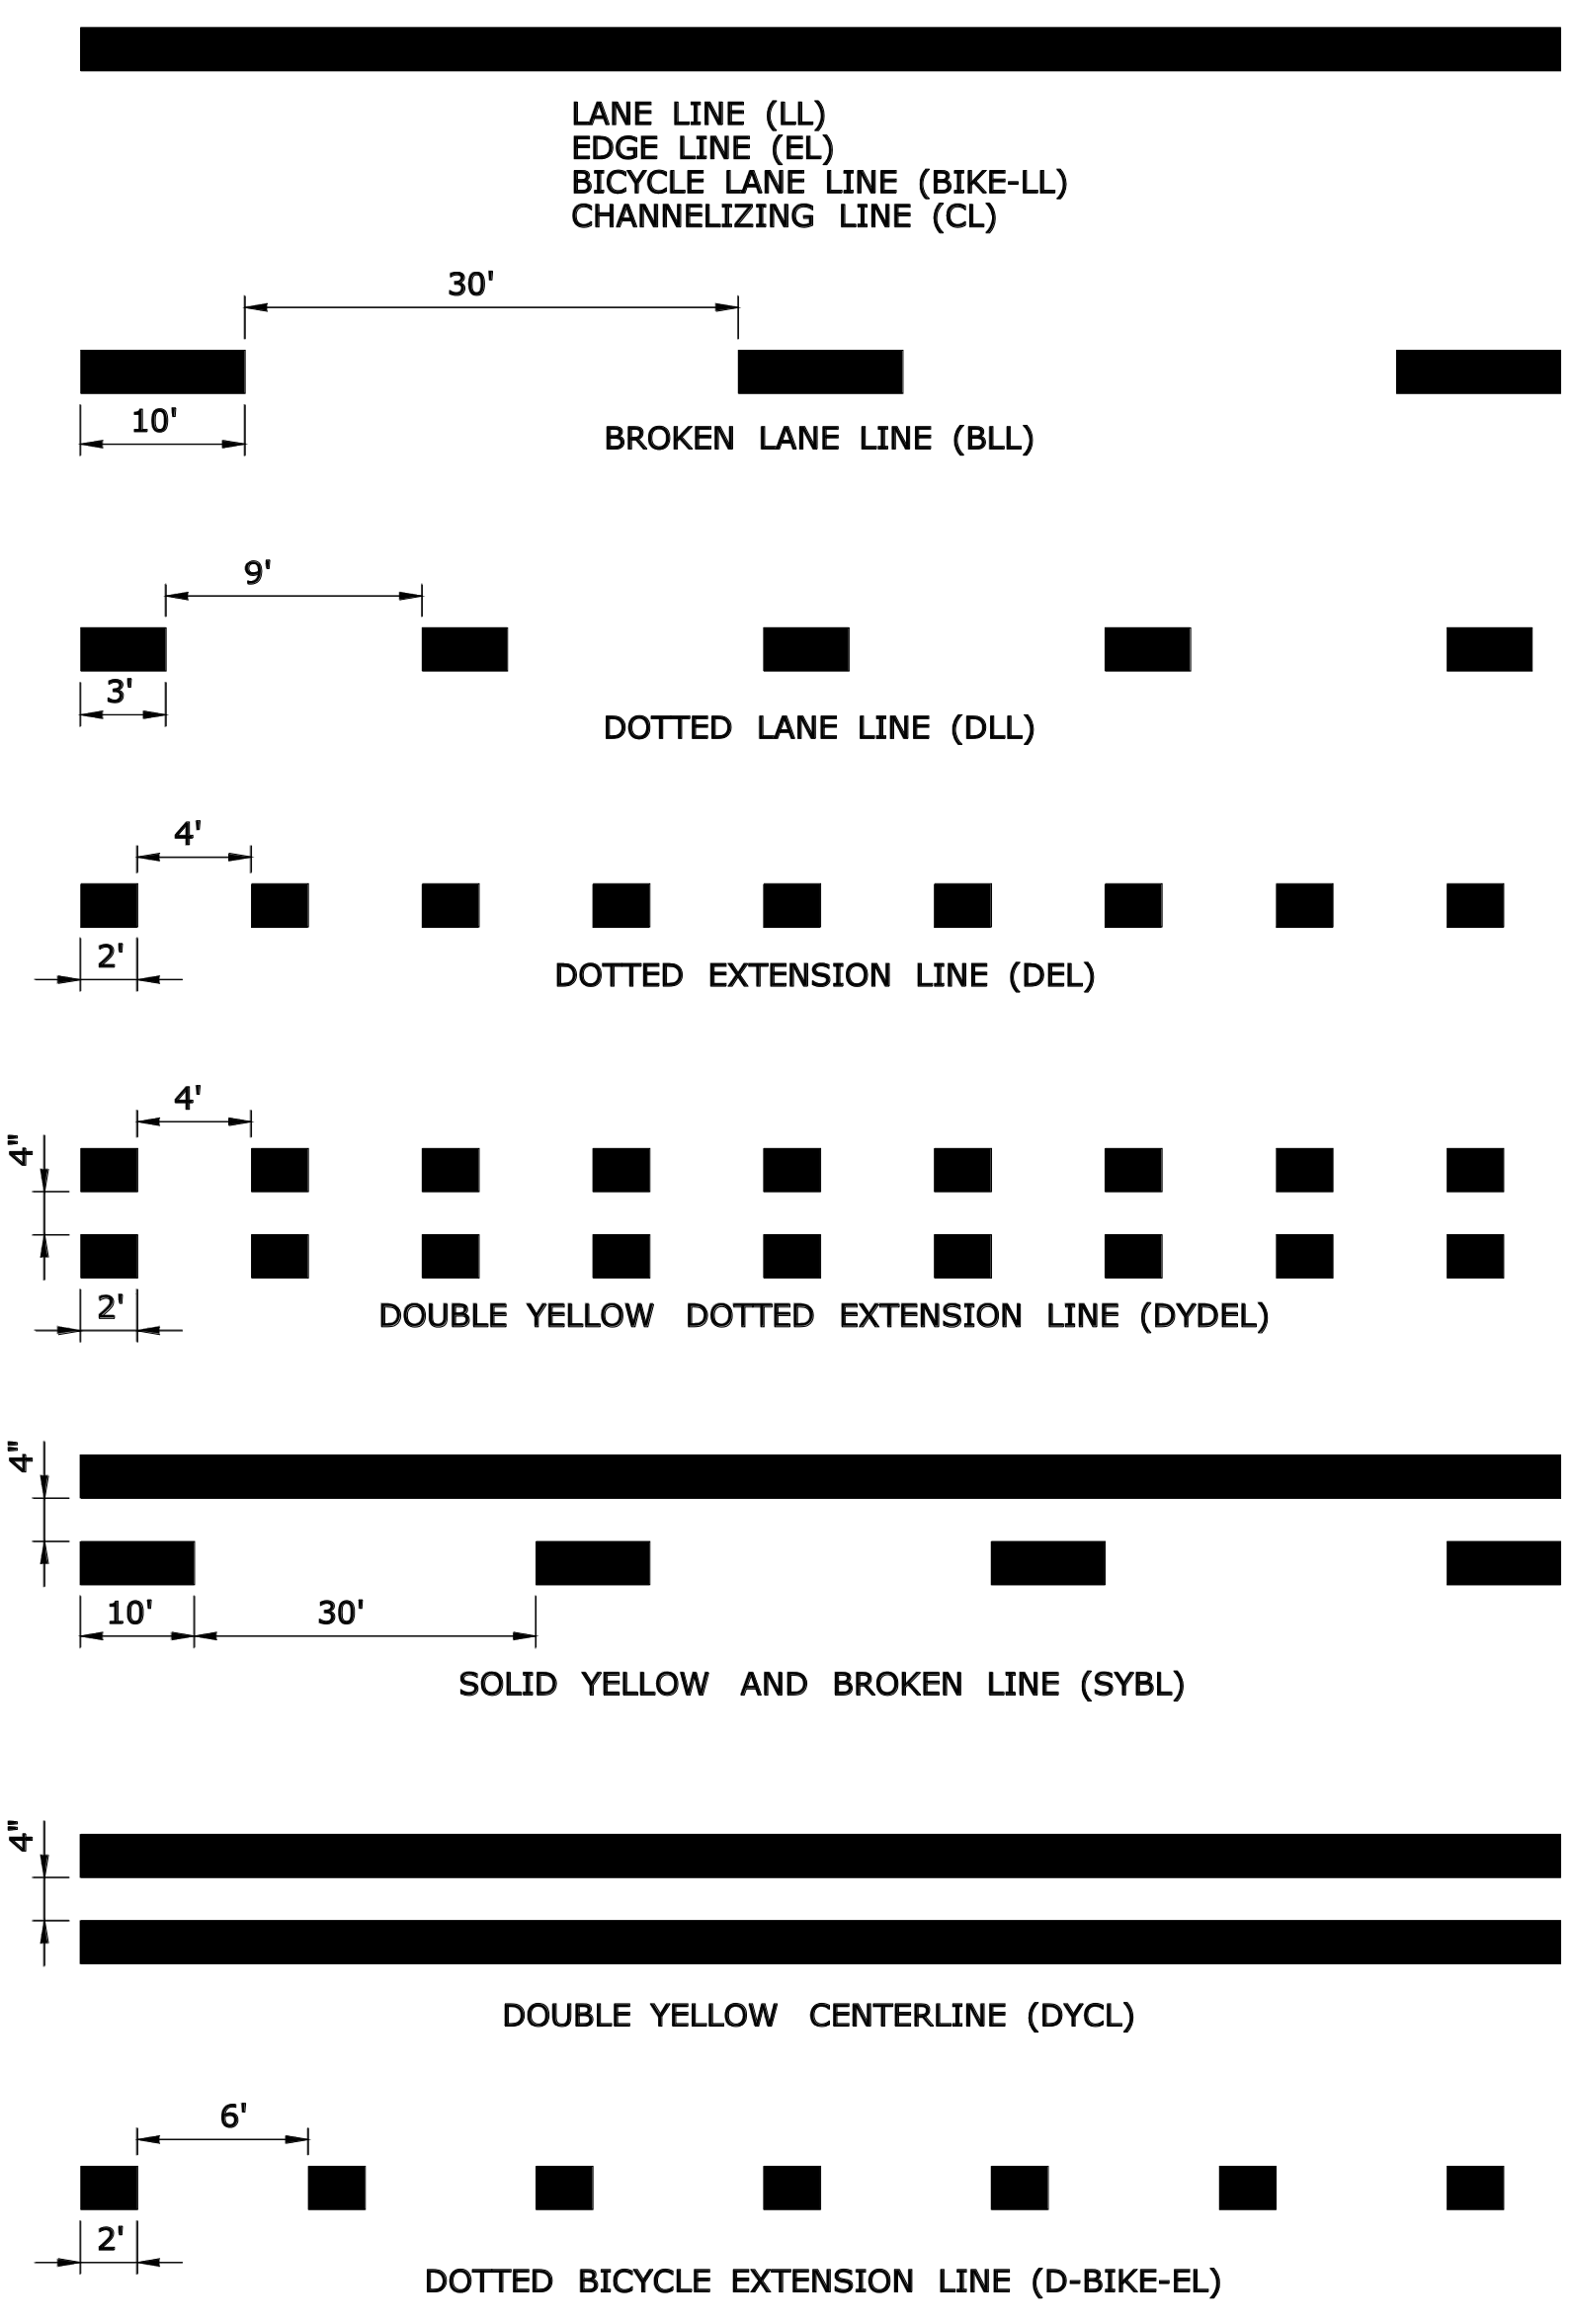 LANE LINE (LL)
EDGE LINE (EL)
BICYCLE LANE LINE (BIKE-LL)
CHANNELIZING LINE (CL)
30'
10'
BROKEN LANE LINE (BLL)
9'
3'
DOTTED LANE LINE (DLL)
4'
2'
DOTTED EXTENSION LINE (DEL)
4'
4"
2'
DOUBLE YELLOW DOTTED EXTENSION LINE (DYDEL)
4"
10' 30'
SOLID YELLOW AND BROKEN LINE (SYBL)
4"
DOUBLE YELLOW CENTERLINE (DYCL)
6'
2'
DOTTED BICYCLE EXTENSION LINE (D-BIKE-EL)